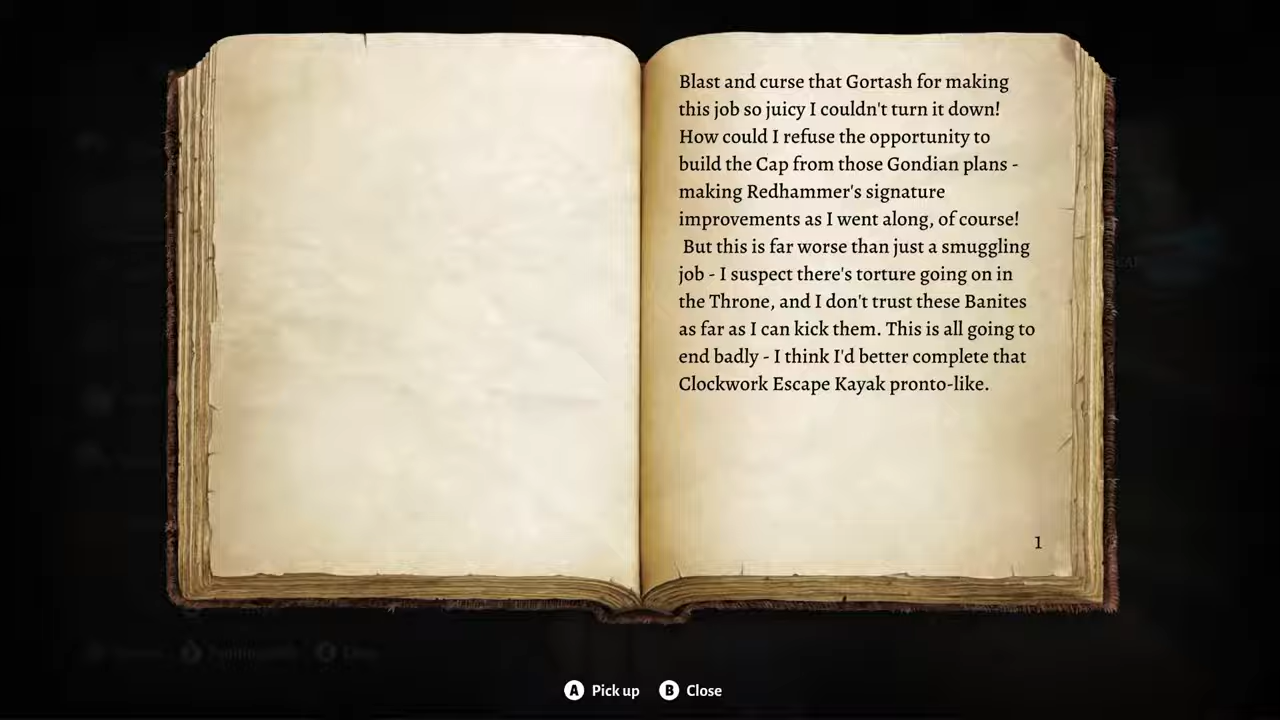 Blast and curse that Gortash for making
this job so juicy I couldn't turn it down!
How could I refuse the opportunity to
build the Cap from those Gondian plans -
making Redhammer's signature
improvements as I went along, of course!
But this is far worse than just a smuggling
job - I suspect there's torture going on in
the Throne, and I don't trust these Banites
as far as I can kick them. This is all going to
end badly - I think I'd better complete that
Clockwork Escape Kayak pronto-like.
1
A Pick up B Close